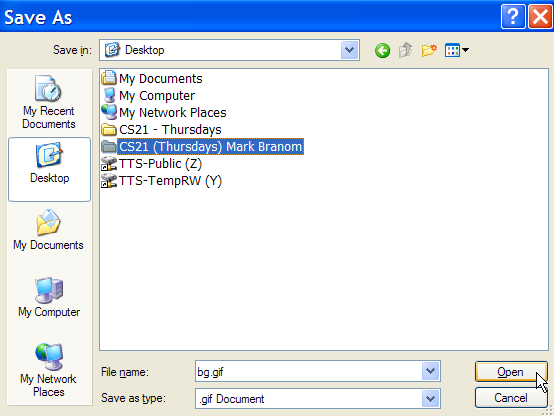 Save As
Save in:
Desktop
My Recent
Documents
Desktop
My Documents
My Computer
My Network
Places
My Documents
My Computer
My Network Places
CS21 - Thursdays
CS21 (Thursdays) Mark Branom
TTS-Public (Z)
TTS-TempRW (Y)
File name:
bg.gif
Open
Save as type:
.gif Document
Cancel